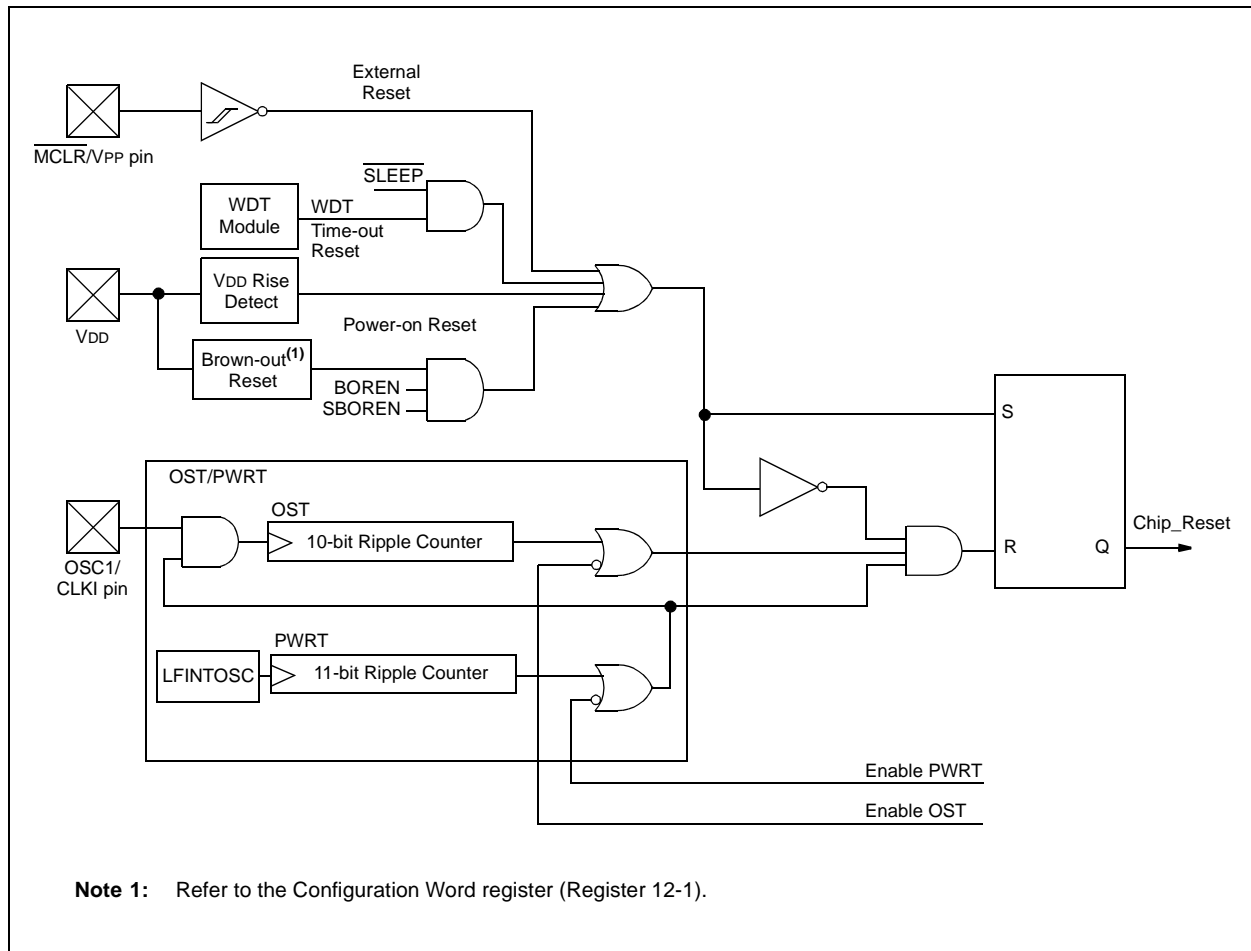 External
Reset
MCLR/VPP pin
SLEEP
WDT
Module
WDT
Time-out
Reset
VDD Rise
Detect
VDD
Power-on Reset
Brown-out(1)
Reset
BOREN
SBOREN
S
OST/PWRT
OST
10-bit Ripple Counter
Chip_Reset
R
Q
OSC1/
CLKI pin
PWRT
LFINTOSC
11-bit Ripple Counter
Enable PWRT
Enable OST
Note 1: Refer to the Configuration Word register (Register 12-1).